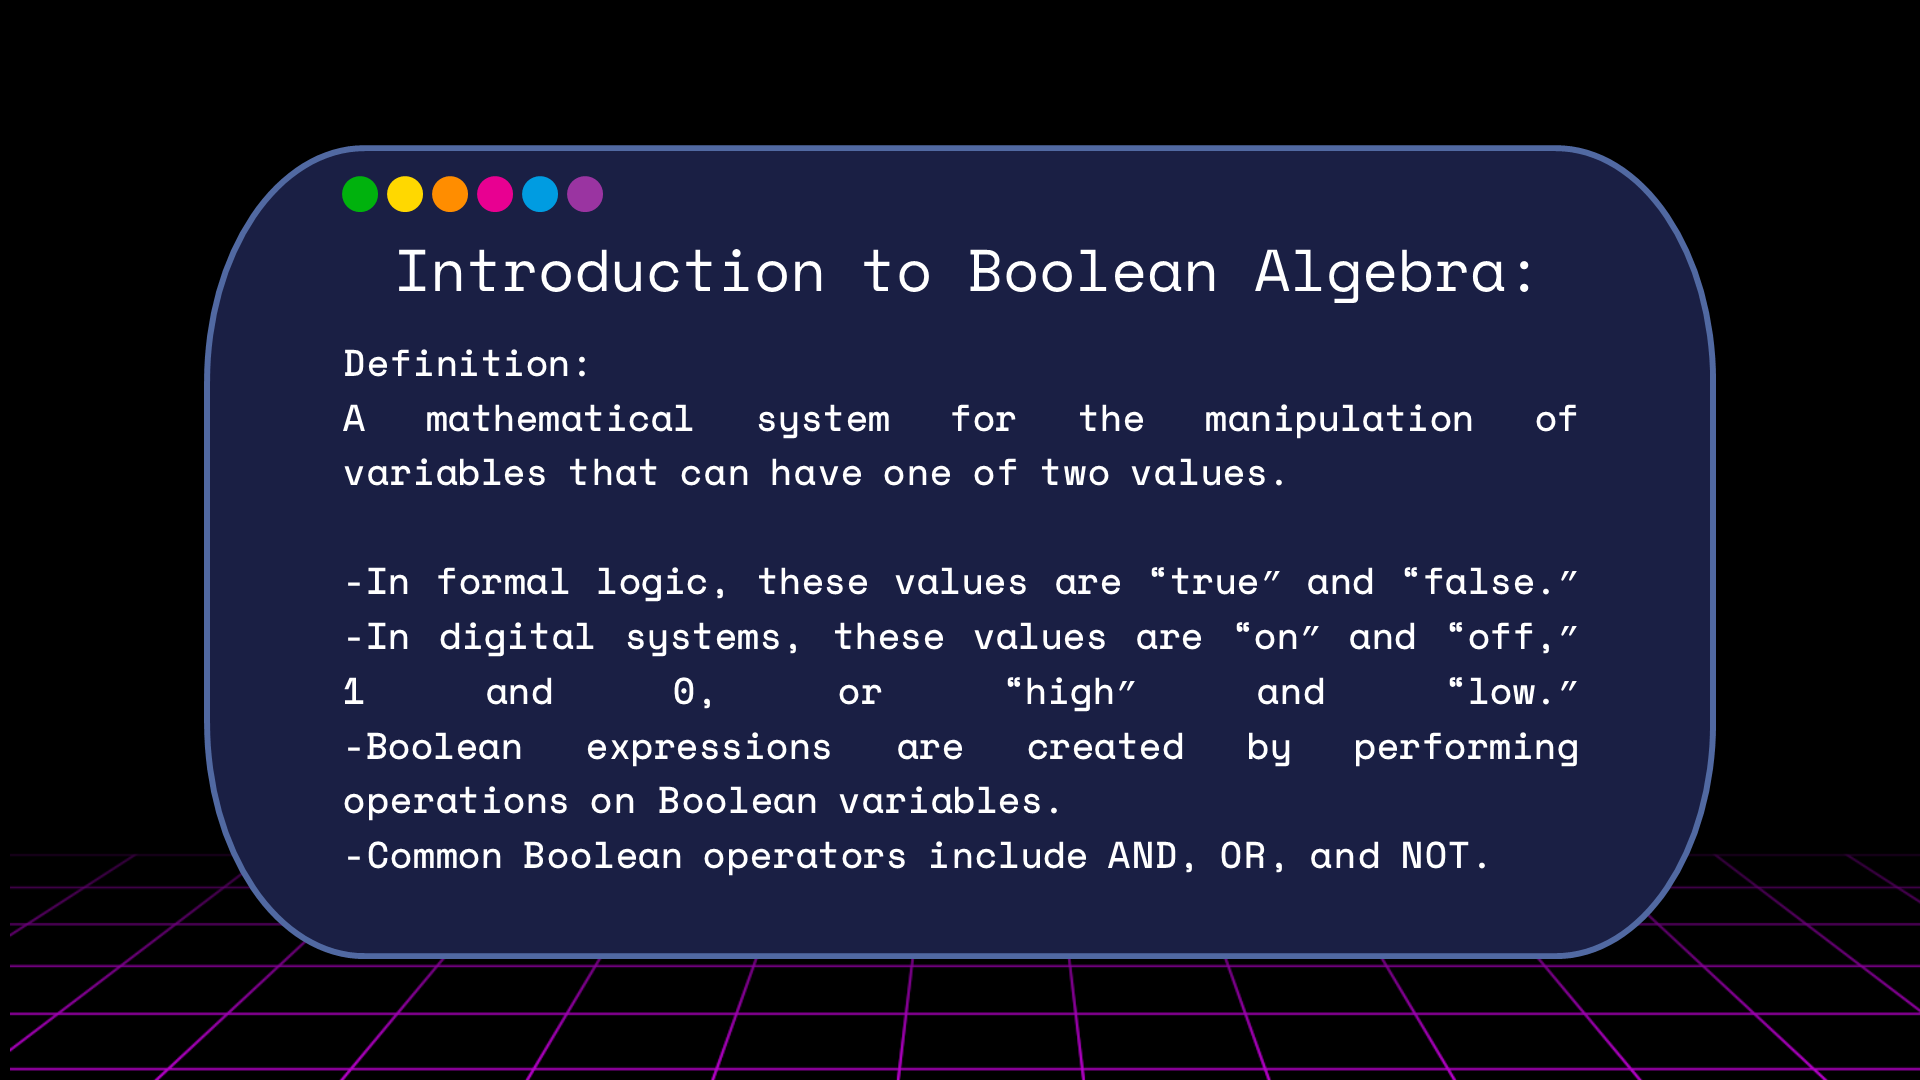 Introduction to Boolean Algebra:
Definition:
A mathematical system for the manipulation of
variables that can have one of two values.
-In formal logic, these values are “true” and “false.”
-In digital systems, these values are “on” and “off,”
1 and 0, or “high” and “low.”
-Boolean expressions are created by performing
operations on Boolean variables.
-Common Boolean operators include AND, OR, and NOT.